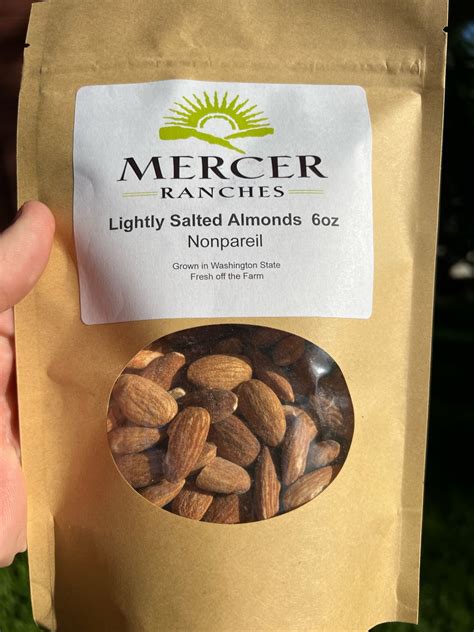 MERCER
RANCHES
Lightly Salted Almonds 6oz
Nonpareil
Grown in Washington State
Fresh off the Farm